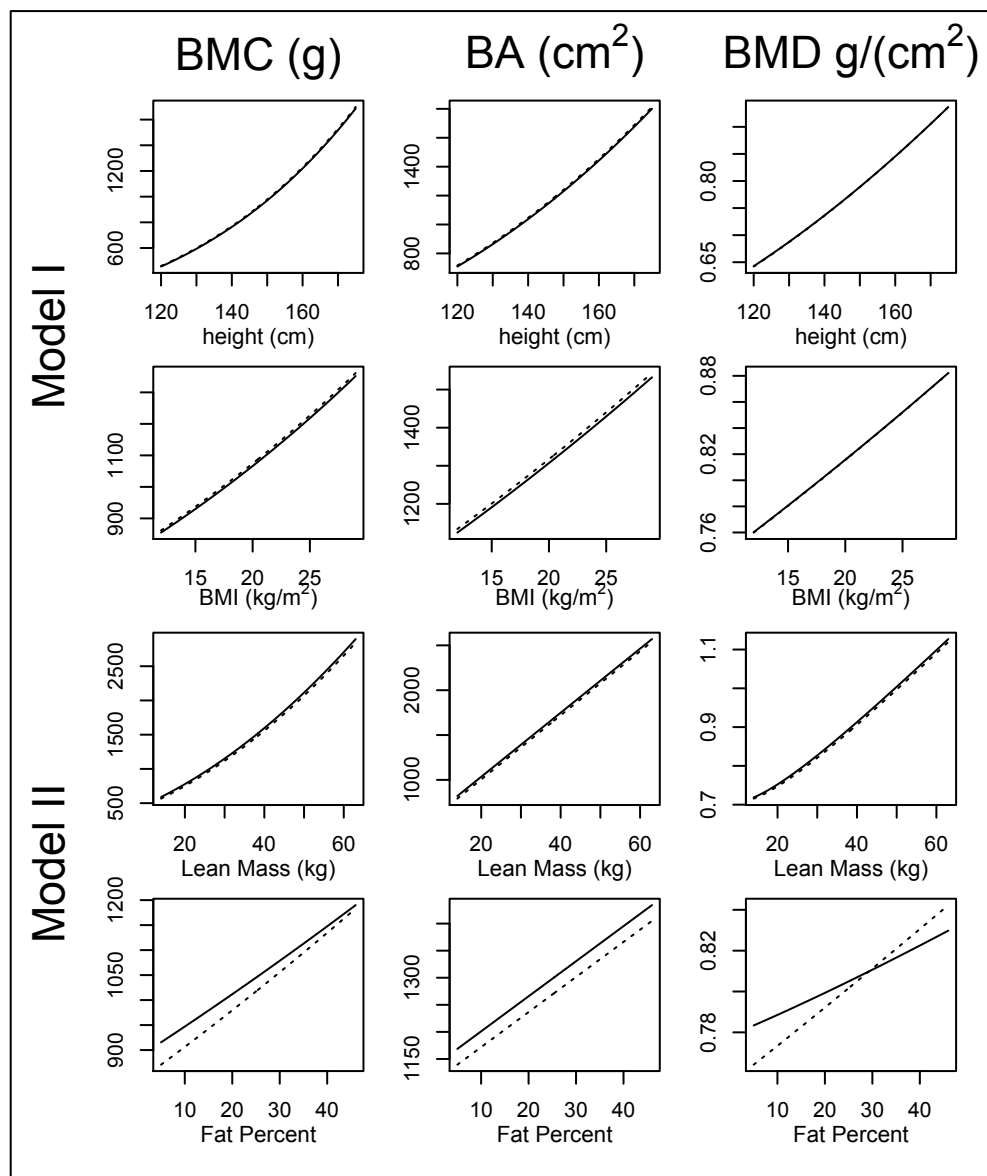 BMC (g) BA (cm²) BMD g/(cm²)
Model I
600 1200
120 140 160
height (cm)
800 1400
120 140 160
height (cm)
0.65 0.80
120 140 160
height (cm)
900 1100
15 20 25
BMI (kg/m²)
1200 1400
15 20 25
BMI (kg/m²)
0.76 0.82 0.88
15 20 25
BMI (kg/m²)
Model II
500 1500 2500
20 30 40 50 60
Lean Mass (kg)
1000 2000
20 30 40 50 60
Lean Mass (kg)
0.7 0.9 1.1
20 30 40 50 60
Lean Mass (kg)
900 1050 1200
10 20 30 40
Fat Percent
1150 1300
10 20 30 40
Fat Percent
0.78 0.82
10 20 30 40
Fat Percent